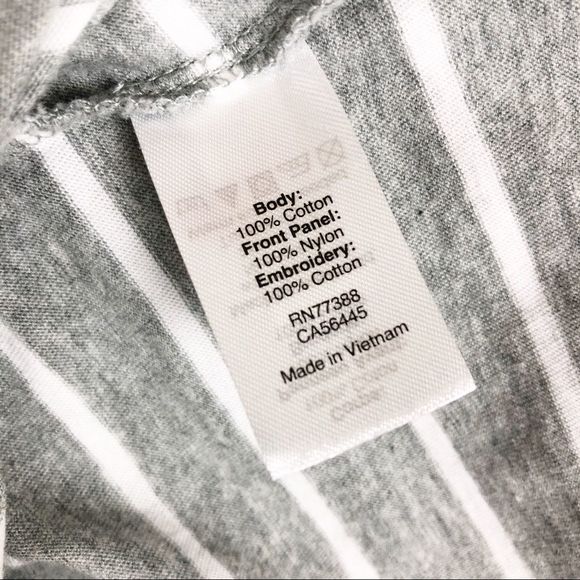 Body:
100% Cotton
Front Panel:
100% Nylon
Embroidery:
100% Cotton
RN77388
CA56445
Made in Vietnam